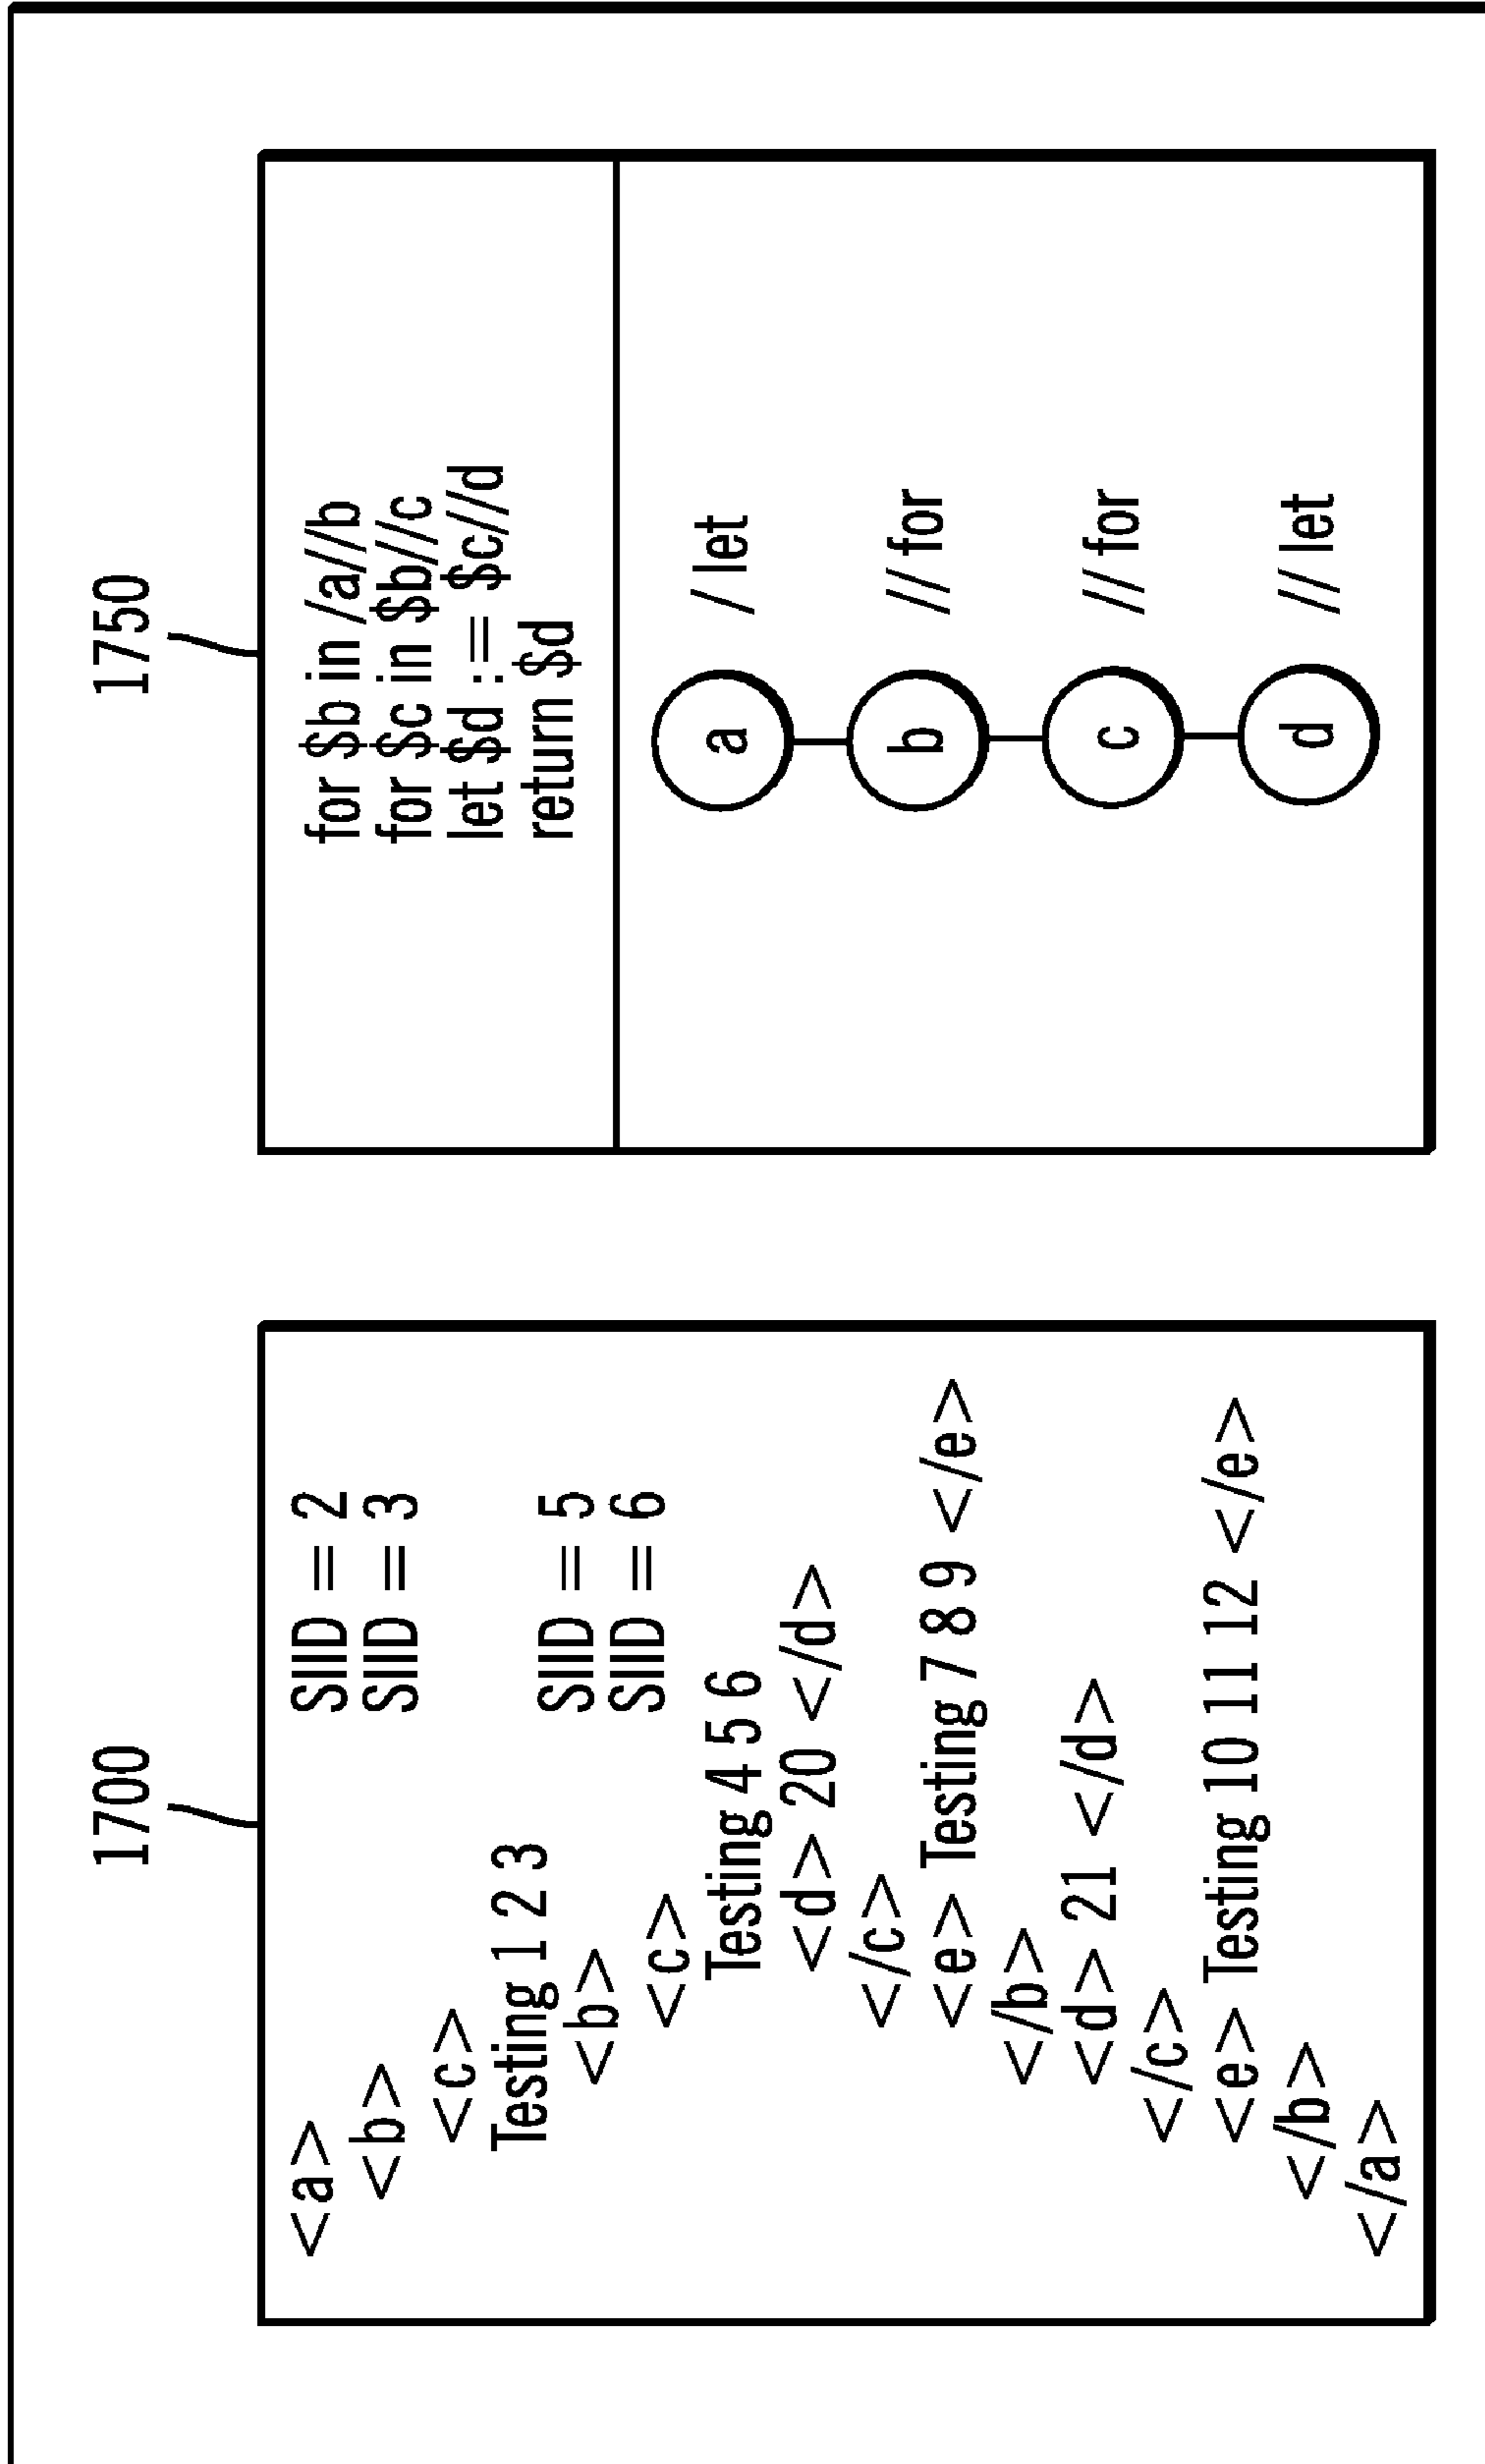 1700
<a> SIID = 2
<b> SIID = 3
<c>
Testing 1 2 3
<b> SIID = 5
<c> SIID = 6
Testing 4 5 6
<d> 20 </d>
</c>
<e> Testing 7 8 9 </e>
</b>
<d> 21 </d>
</c>
<e> Testing 10 11 12 </e>
</b>
</a>
1750
for $b in /a//b
for $c in $b//c
let $d := $c//d
return $d
a / let
b // for
c // for
d // let